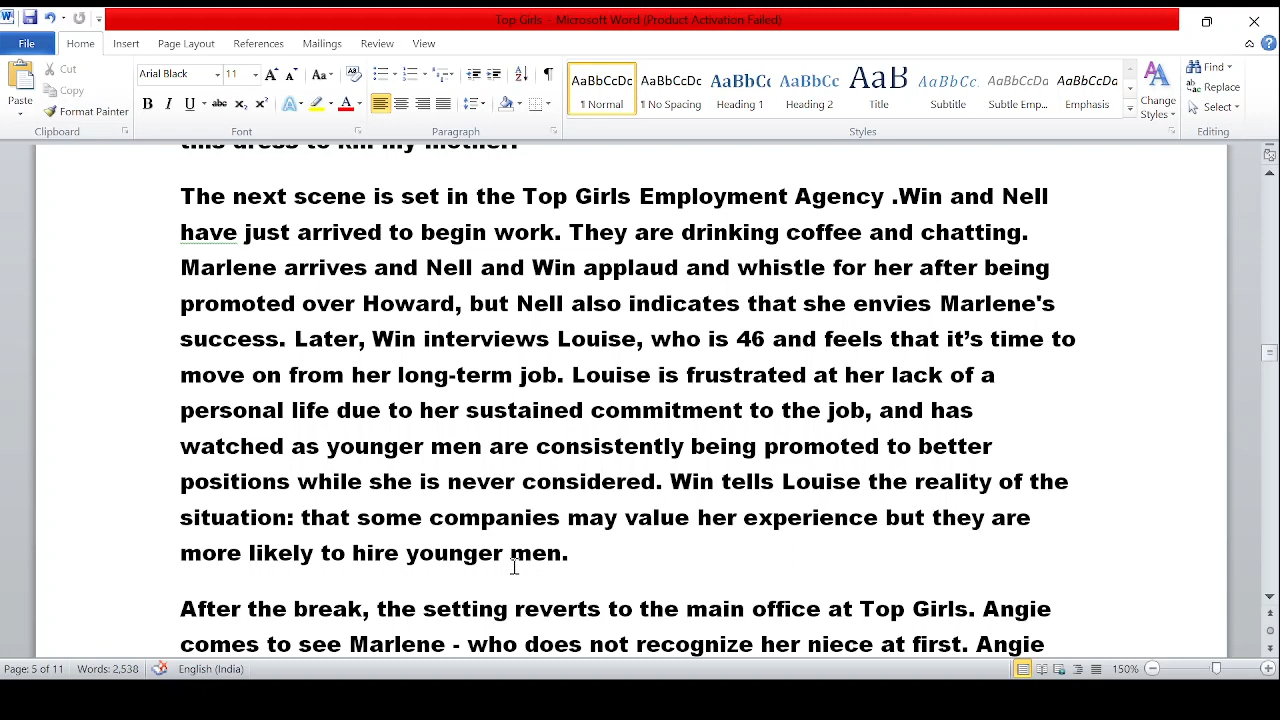 Top Girls - Microsoft Word (Product Activation Failed)
File Home Insert Page Layout References Mailings Review View
Paste Cut Copy Format Painter
Arial Black 11
AaBbCcDc AaBbCcDc AaBbCc AaBbCc AaB AaBbCc. AaBbCcDc AaBbCcDc
¶ Normal ¶ No Spacing Heading 1 Heading 2 Title Subtitle Subtle Em... Emphasis
Change Styles
Find
Replace
Select
Clipboard Font Paragraph Styles Editing
this dress to kill my mother.
The next scene is set in the Top Girls Employment Agency .Win and Nell
have just arrived to begin work. They are drinking coffee and chatting.
Marlene arrives and Nell and Win applaud and whistle for her after being
promoted over Howard, but Nell also indicates that she envies Marlene's
success. Later, Win interviews Louise, who is 46 and feels that it’s time to
move on from her long-term job. Louise is frustrated at her lack of a
personal life due to her sustained commitment to the job, and has
watched as younger men are consistently being promoted to better
positions while she is never considered. Win tells Louise the reality of the
situation: that some companies may value her experience but they are
more likely to hire younger men.
After the break, the setting reverts to the main office at Top Girls. Angie
comes to see Marlene - who does not recognize her niece at first. Angie
Page: 5 of 11 Words: 2,538 English (India) 150%